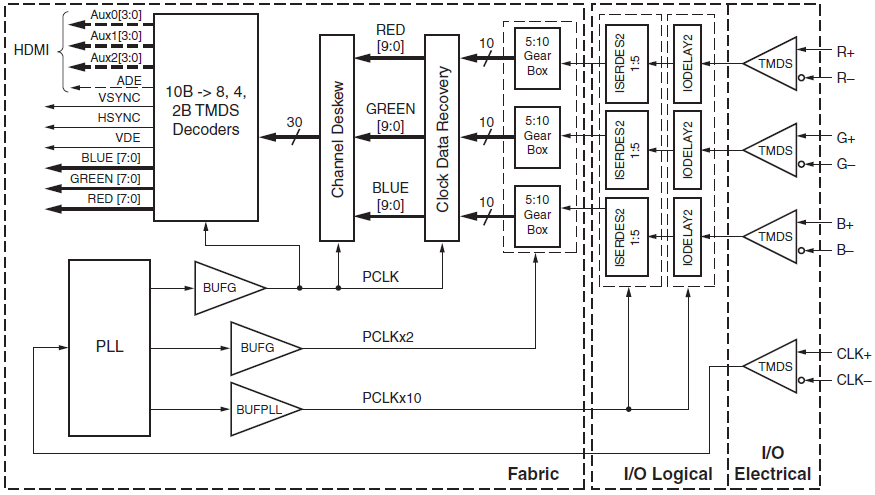 HDMI
Aux0[3:0]
Aux1[3:0]
Aux2[3:0]
ADE
VSYNC
HSYNC
VDE
BLUE [7:0]
GREEN [7:0]
RED [7:0]
10B -> 8, 4,
2B TMDS
Decoders
30
Channel Deskew
RED
[9:0]
GREEN
[9:0]
BLUE
[9:0]
Clock Data Recovery
10
10
10
5:10
Gear
Box
5:10
Gear
Box
5:10
Gear
Box
ISERDES2
1:5
ISERDES2
1:5
ISERDES2
1:5
IODELAY2
IODELAY2
IODELAY2
TMDS
R+
R–
TMDS
G+
G–
TMDS
B+
B–
PLL
BUFG
PCLK
BUFG
PCLKx2
BUFPLL
PCLKx10
TMDS
CLK+
CLK–
Fabric
I/O Logical
I/O
Electrical